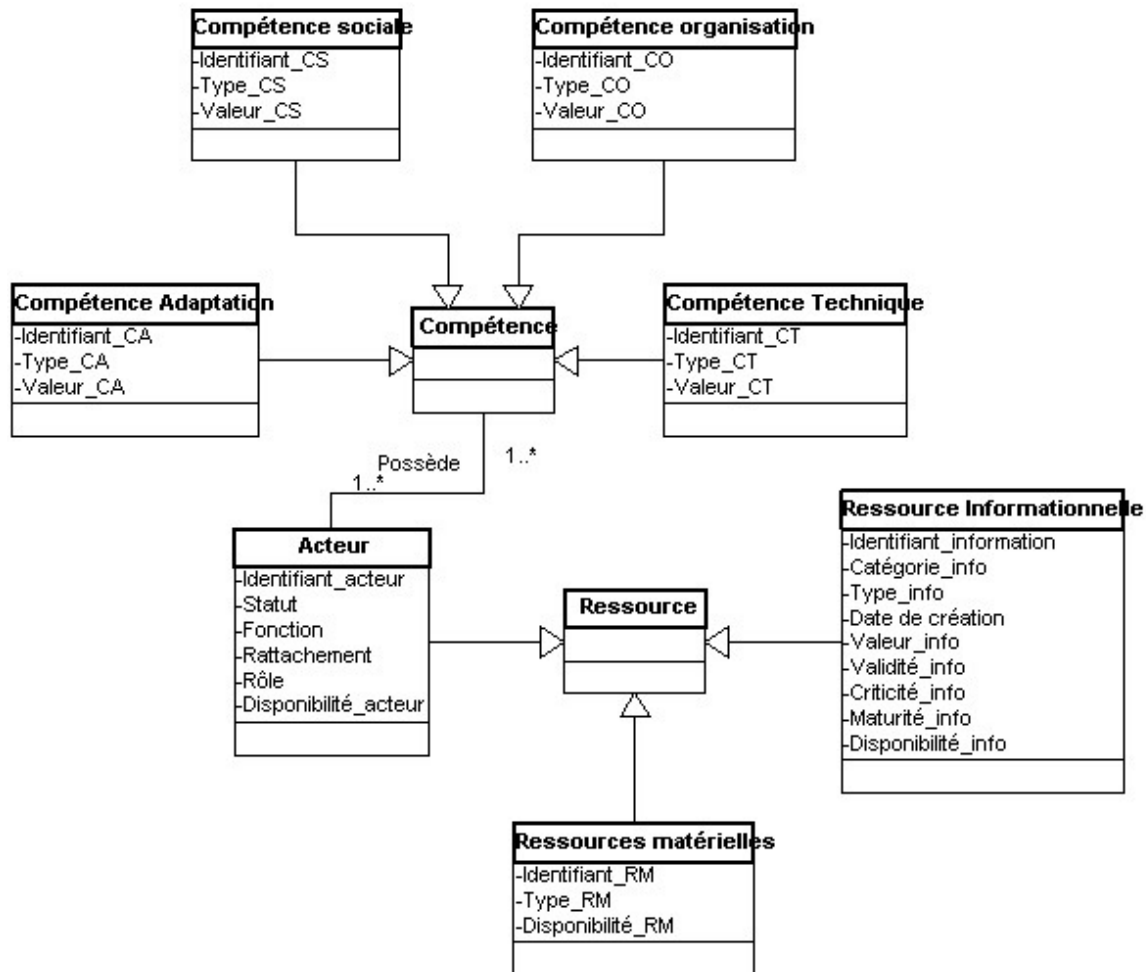 Compétence sociale
-Identifiant_CS
-Type_CS
-Valeur_CS
Compétence organisation
-Identifiant_CO
-Type_CO
-Valeur_CO
Compétence Adaptation
-Identifiant_CA
-Type_CA
-Valeur_CA
Compétence
Compétence Technique
-Identifiant_CT
-Type_CT
-Valeur_CT
Possède
1..*
1..*
Acteur
-Identifiant_acteur
-Statut
-Fonction
-Rattachement
-Rôle
-Disponibilité_acteur
Ressource
Ressource Informationnelle
-Identifiant_information
-Catégorie_info
-Type_info
-Date de création
-Valeur_info
-Validité_info
-Criticité_info
-Maturité_info
-Disponibilité_info
Ressources matérielles
-Identifiant_RM
-Type_RM
-Disponibilité_RM